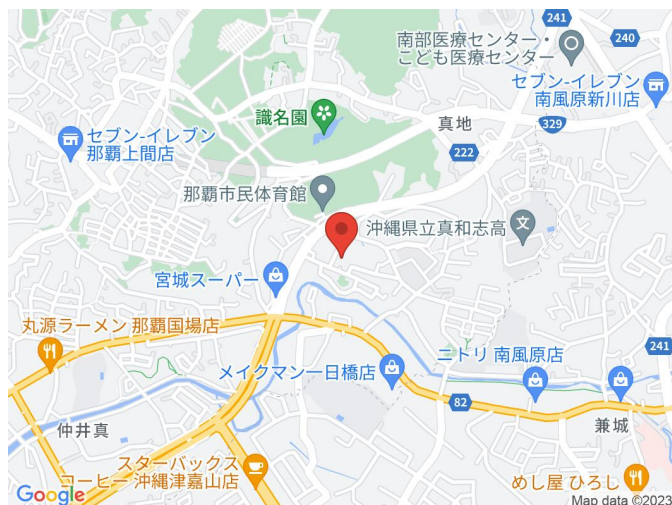 241
南部医療センター・
こども医療センター
240
セブン-イレブン
南風原新川店
識名園
真地
329
セブン-イレブン
那覇上間店
222
那覇市民体育館
沖縄県立真和志高
文
宮城スーパー
丸源ラーメン 那覇国場店
ニトリ 南風原店
241
メイクマン一日橋店
82
仲井真
兼城
スターバックス
コーヒー 沖縄津嘉山店
めし屋 ひろし
Google
Map data ©2023